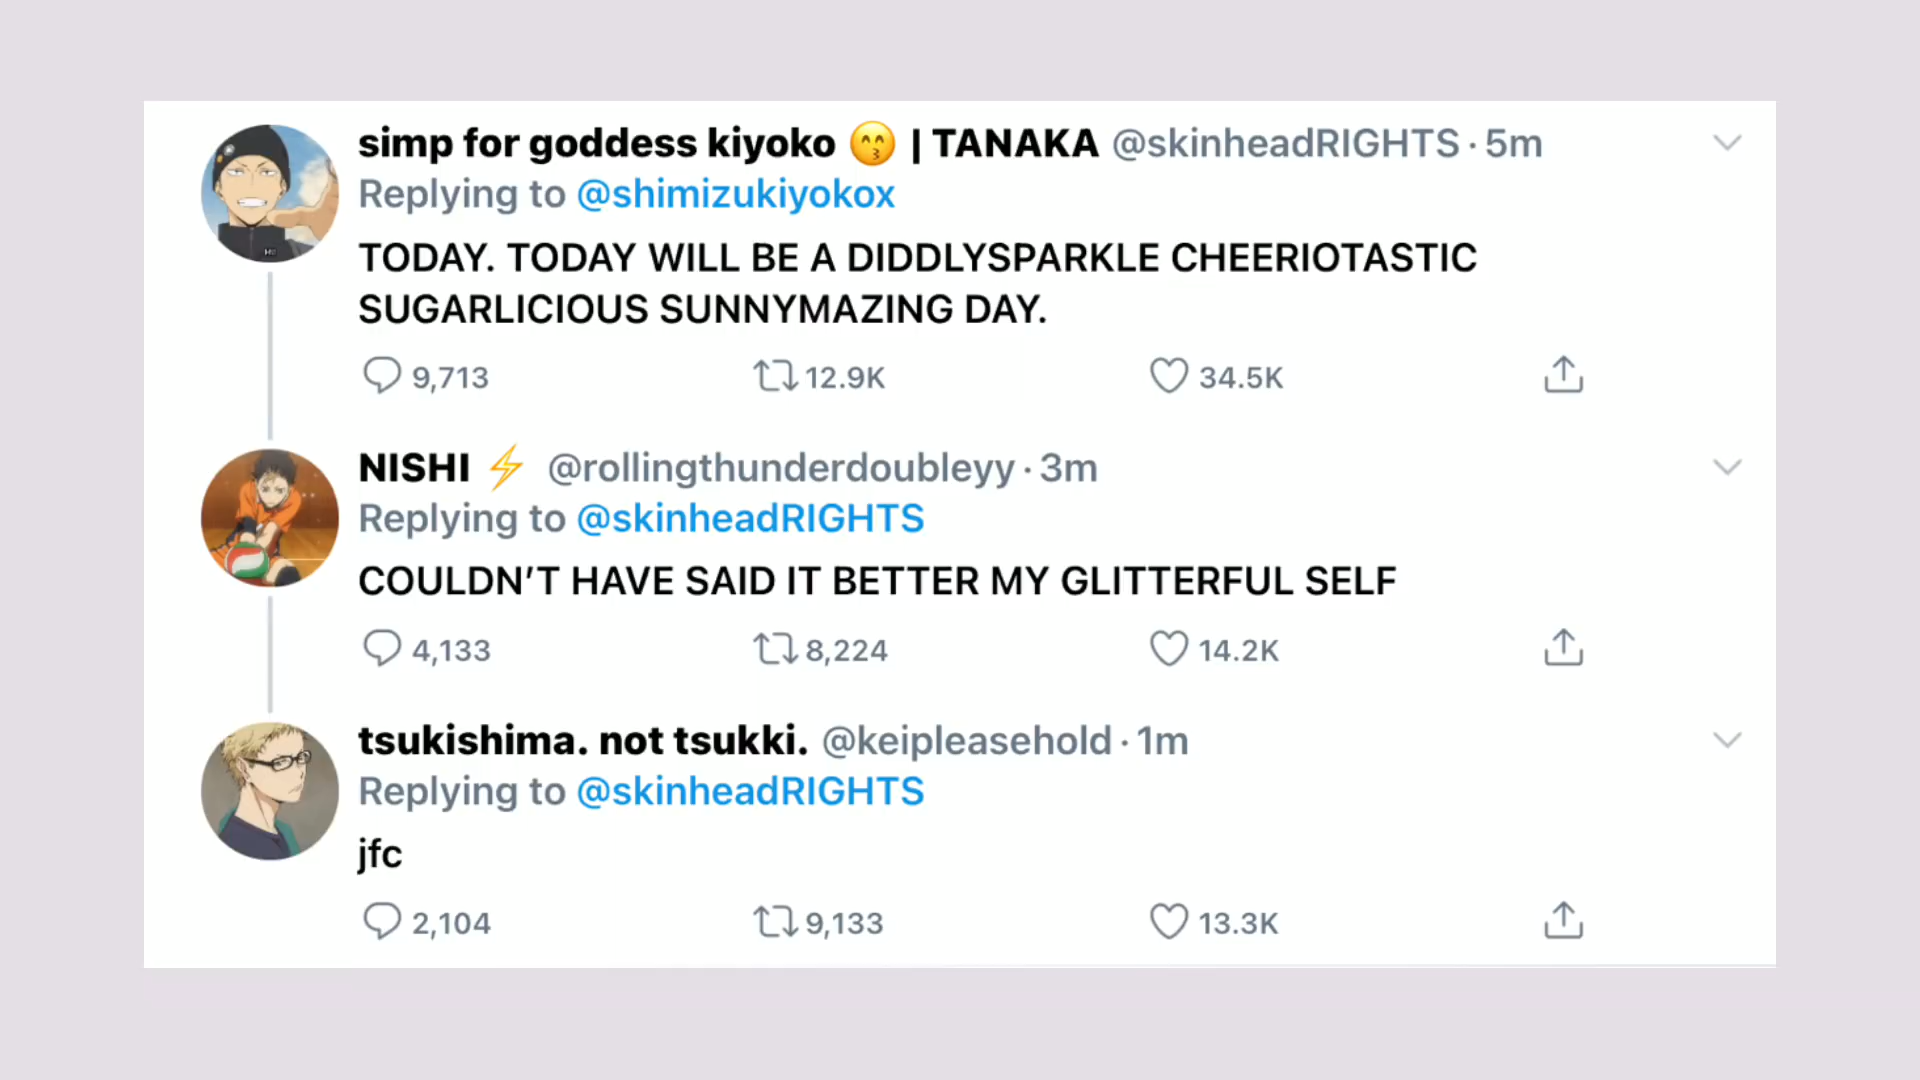 simp for goddess kiyoko 😙 | TANAKA @skinheadRIGHTS · 5m
Replying to @shimizukiyokox
TODAY. TODAY WILL BE A DIDDLYSPARKLE CHEERIOTASTIC
SUGARLICIOUS SUNNYMAZING DAY.
9,713 12.9K 34.5K
NISHI ⚡ @rollingthunderdoubleyy · 3m
Replying to @skinheadRIGHTS
COULDN’T HAVE SAID IT BETTER MY GLITTERFUL SELF
4,133 8,224 14.2K
tsukishima. not tsukki. @keipleasehold · 1m
Replying to @skinheadRIGHTS
jfc
2,104 9,133 13.3K